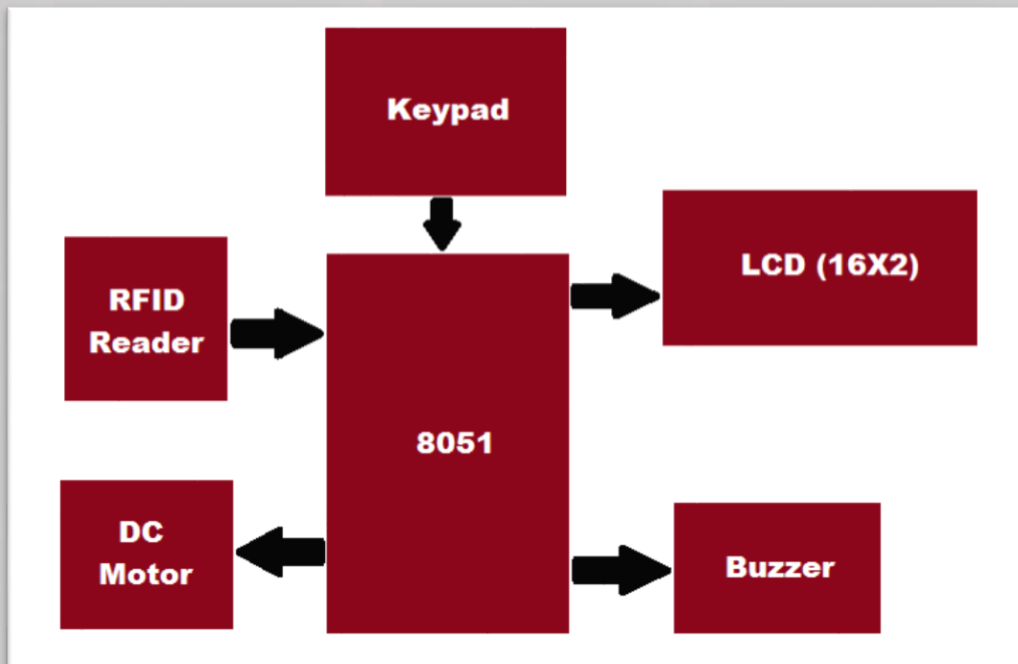 Keypad
LCD (16X2)
RFID
Reader
8051
DC
Motor
Buzzer